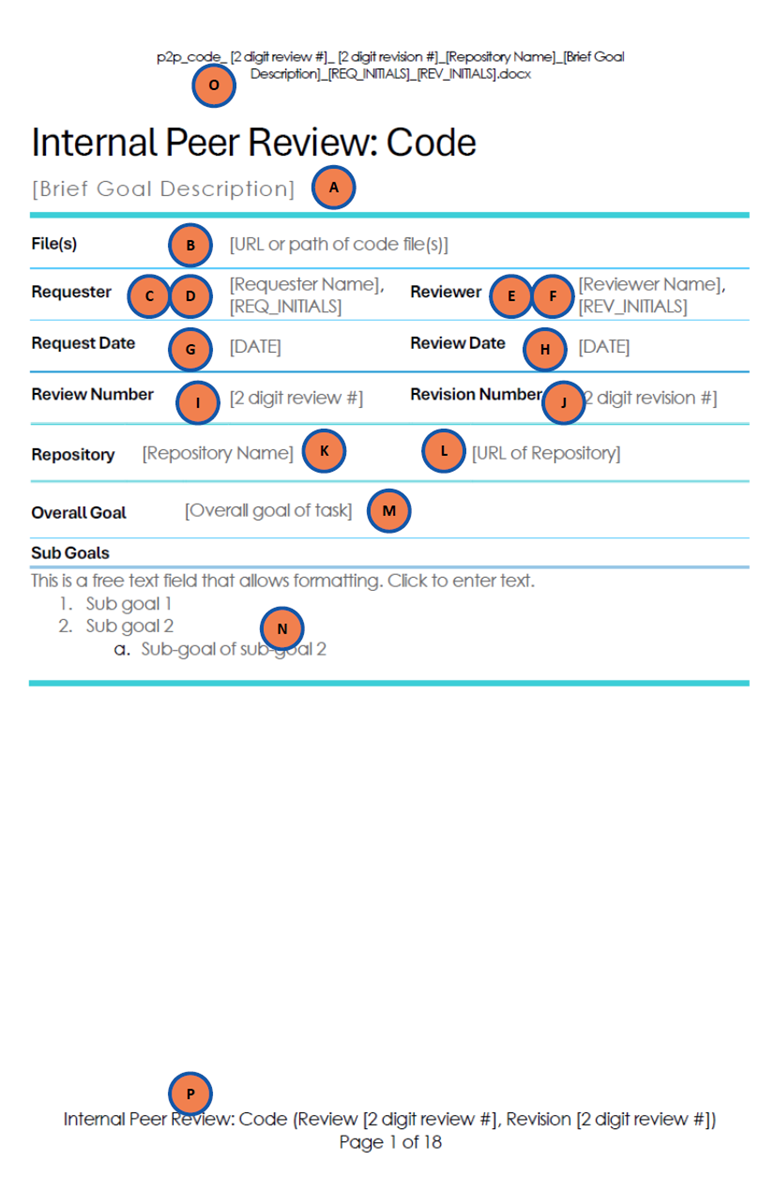 p2p_code_ [2 digit review #]_ [2 digit revision #]_[Repository Name]_[Brief Goal
Description]_[REQ_INITIALS]_[REV_INITIALS].docx
O
Internal Peer Review: Code
[Brief Goal Description] A
File(s) B [URL or path of code file(s)]
Requester C D [Requester Name], [REQ_INITIALS]
Reviewer E F [Reviewer Name], [REV_INITIALS]
Request Date G [DATE] Review Date H [DATE]
Review Number I [2 digit review #] Revision Number J 2 digit revision #]
Repository [Repository Name] K L [URL of Repository]
Overall Goal [Overall goal of task] M
Sub Goals
This is a free text field that allows formatting. Click to enter text.
1. Sub goal 1
2. Sub goal 2
N
a. Sub-goal of sub-goal 2
P
Internal Peer Review: Code (Review [2 digit review #], Revision [2 digit review #])
Page 1 of 18